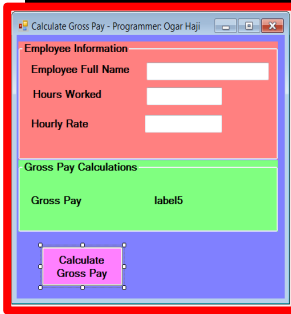 Calculate Gross Pay - Programmer: Ogar Haji
Employee Information
Employee Full Name
Hours Worked
Hourly Rate
Gross Pay Calculations
Gross Pay label5
Calculate
Gross Pay